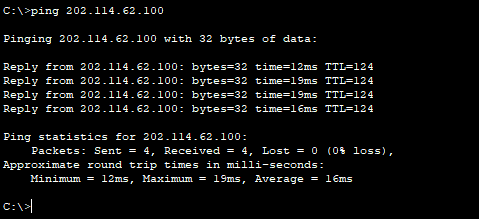 C:\>ping 202.114.62.100
Pinging 202.114.62.100 with 32 bytes of data:
Reply from 202.114.62.100: bytes=32 time=12ms TTL=124
Reply from 202.114.62.100: bytes=32 time=19ms TTL=124
Reply from 202.114.62.100: bytes=32 time=19ms TTL=124
Reply from 202.114.62.100: bytes=32 time=16ms TTL=124
Ping statistics for 202.114.62.100:
    Packets: Sent = 4, Received = 4, Lost = 0 (0% loss),
Approximate round trip times in milli-seconds:
    Minimum = 12ms, Maximum = 19ms, Average = 16ms
C:\>